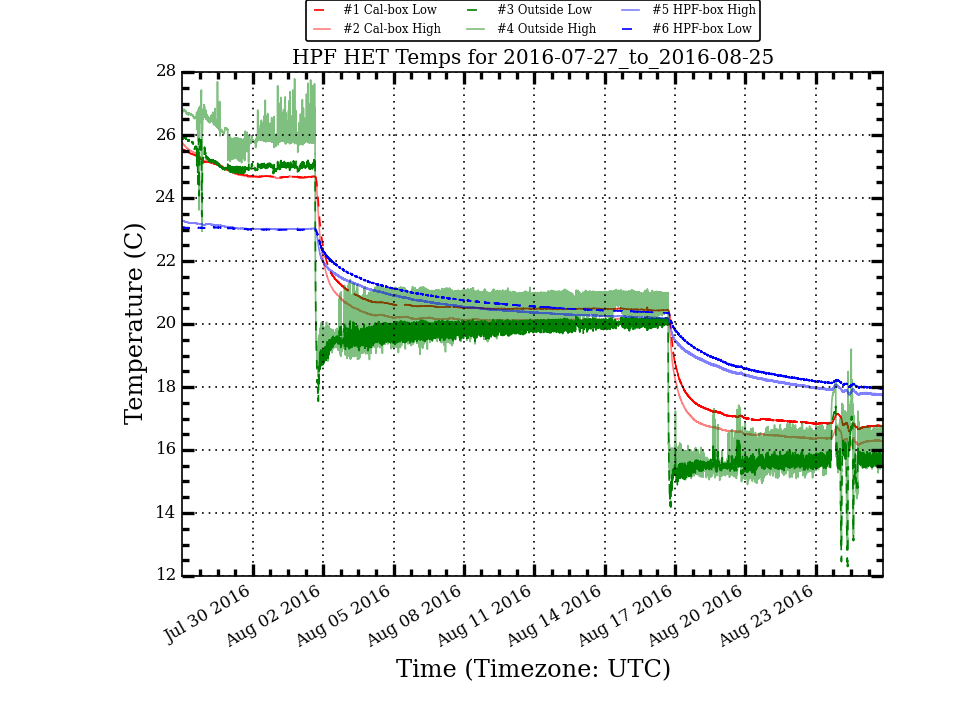 #1 Cal-box Low #3 Outside Low #5 HPF-box High
#2 Cal-box High #4 Outside High #6 HPF-box Low
HPF HET Temps for 2016-07-27_to_2016-08-25
28
26
24
22
20
18
16
14
12
Temperature (C)
Jul 30 2016
Aug 02 2016
Aug 05 2016
Aug 08 2016
Aug 11 2016
Aug 14 2016
Aug 17 2016
Aug 20 2016
Aug 23 2016
Time (Timezone: UTC)